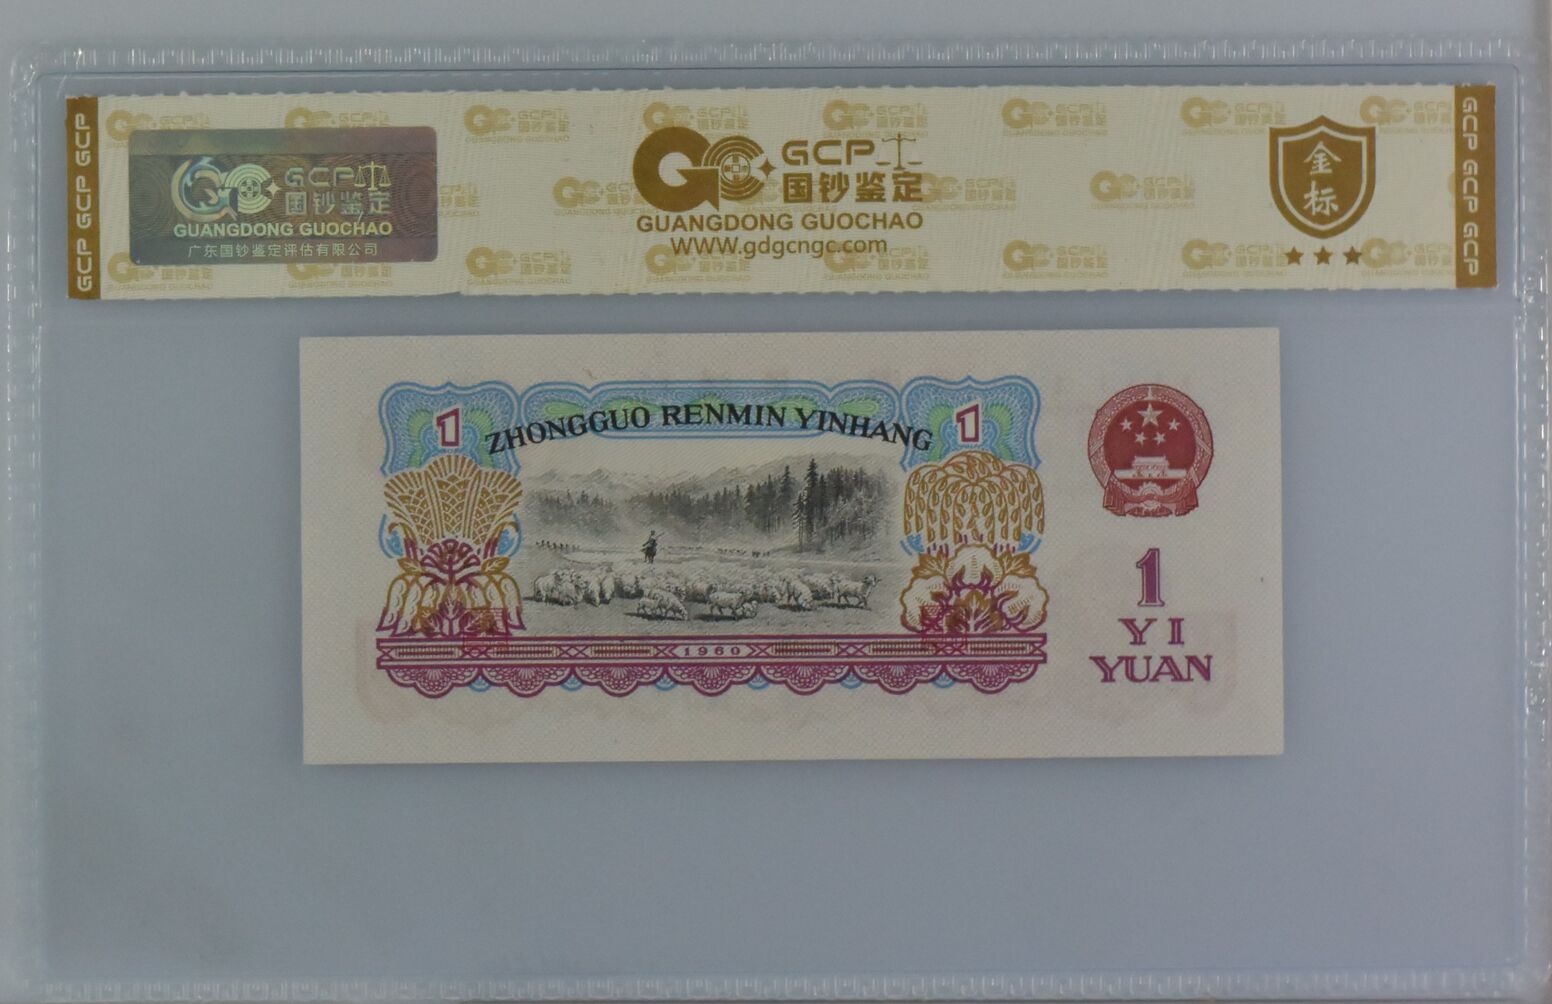 GCP GCP GCP
GCP 国钞鉴定
GUANGDONG GUOCHAO
广东国钞鉴定评估有限公司
GCP 国钞鉴定
GUANGDONG GUOCHAO
WWW.gdgcngc.com
金标
GCP GCP GCP
1 ZHONGGUO RENMIN YINHANG 1
1960
1
YI
YUAN